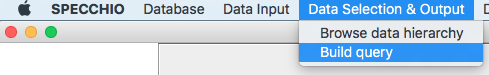 SPECCHIO Database Data Input Data Selection & Output
Browse data hierarchy
Build query